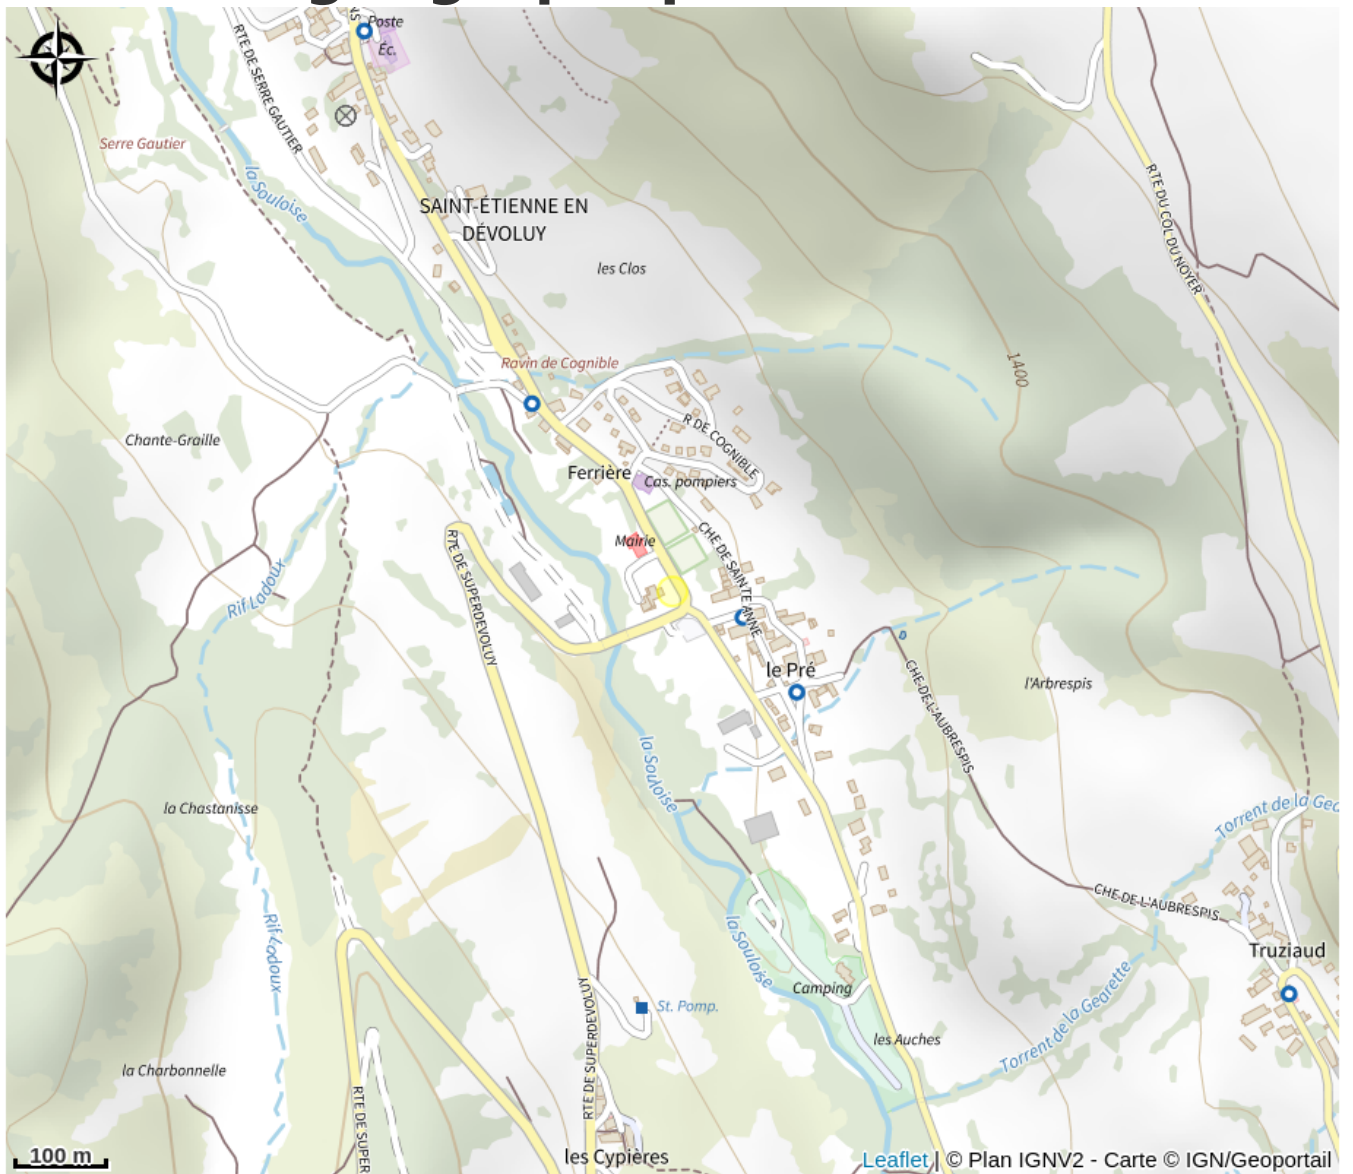 Poste
Éc.
RTE DE SERRE GAUTIER
Serre Gautier
la Souloise
SAINT-ÉTIENNE EN
DÉVOLUY
les Clos
RTE DU COL DU NOYER
Ravin de Cognible
1400
Chante-Graille
R DE COGNIBLE
Ferrière
Cas. pompiers
Mairie
CHE DE SAINTE ANNE
RTE DE SUPERDEVOLUY
Rif Ladoux
le Pré
l'Arbrespis
CHE DE L'AUBRESPIS
la Souloise
la Chastanisse
Torrent de la Gea
CHE DE L'AUBRESPIS
Rif Ladoux
la Souloise
Truziaud
Camping
St. Pomp.
Torrent de la Gearette
les Auches
RTE DE SUPERDEVOLUY
la Charbonnelle
RTE DE SUPER
les Cypières
100 m
Leaflet | © Plan IGNV2 - Carte © IGN/Geoportail